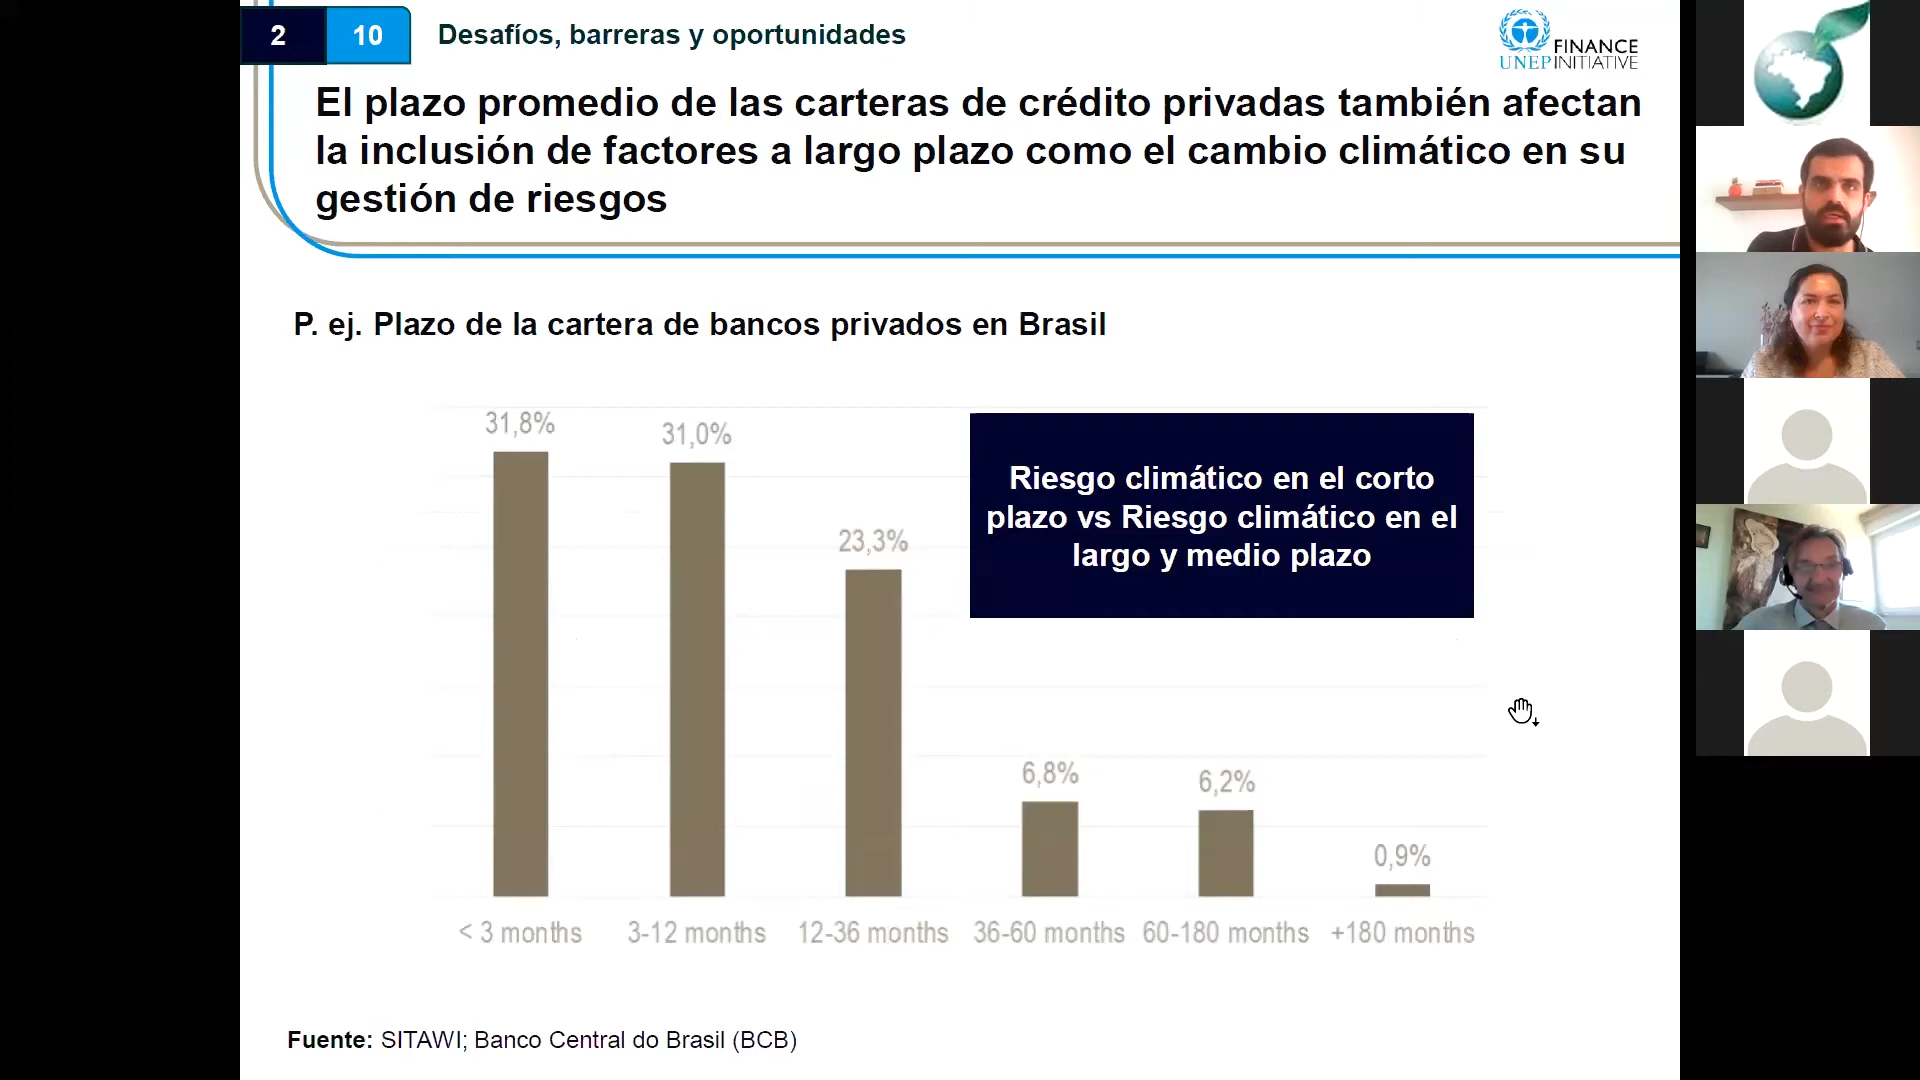 2
10
Desafíos, barreras y oportunidades
FINANCE
UNEP INITIATIVE
El plazo promedio de las carteras de crédito privadas también afectan
la inclusión de factores a largo plazo como el cambio climático en su
gestión de riesgos
P. ej. Plazo de la cartera de bancos privados en Brasil
31,8%
31,0%
23,3%
6,8%
6,2%
0,9%
Riesgo climático en el corto
plazo vs Riesgo climático en el
largo y medio plazo
< 3 months
3-12 months
12-36 months
36-60 months
60-180 months
+180 months
Fuente: SITAWI; Banco Central do Brasil (BCB)